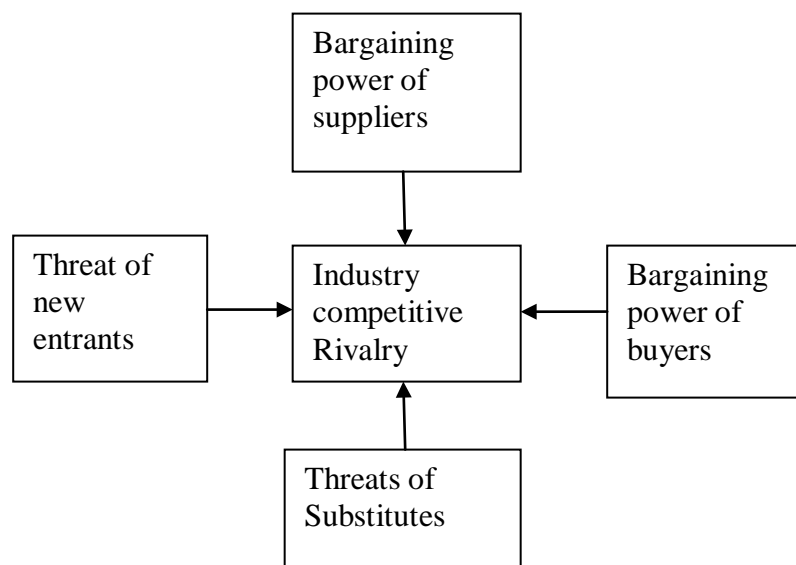 Bargaining
power of
suppliers
Threat of
new
entrants
Industry
competitive
Rivalry
Bargaining
power of
buyers
Threats of
Substitutes